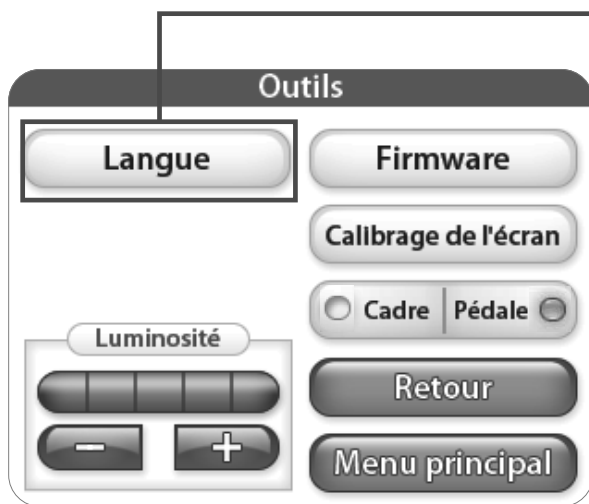 Outils
Langue
Firmware
Calibrage de l'écran
Cadre
Pédale
Luminosité
Retour
- +
Menu principal